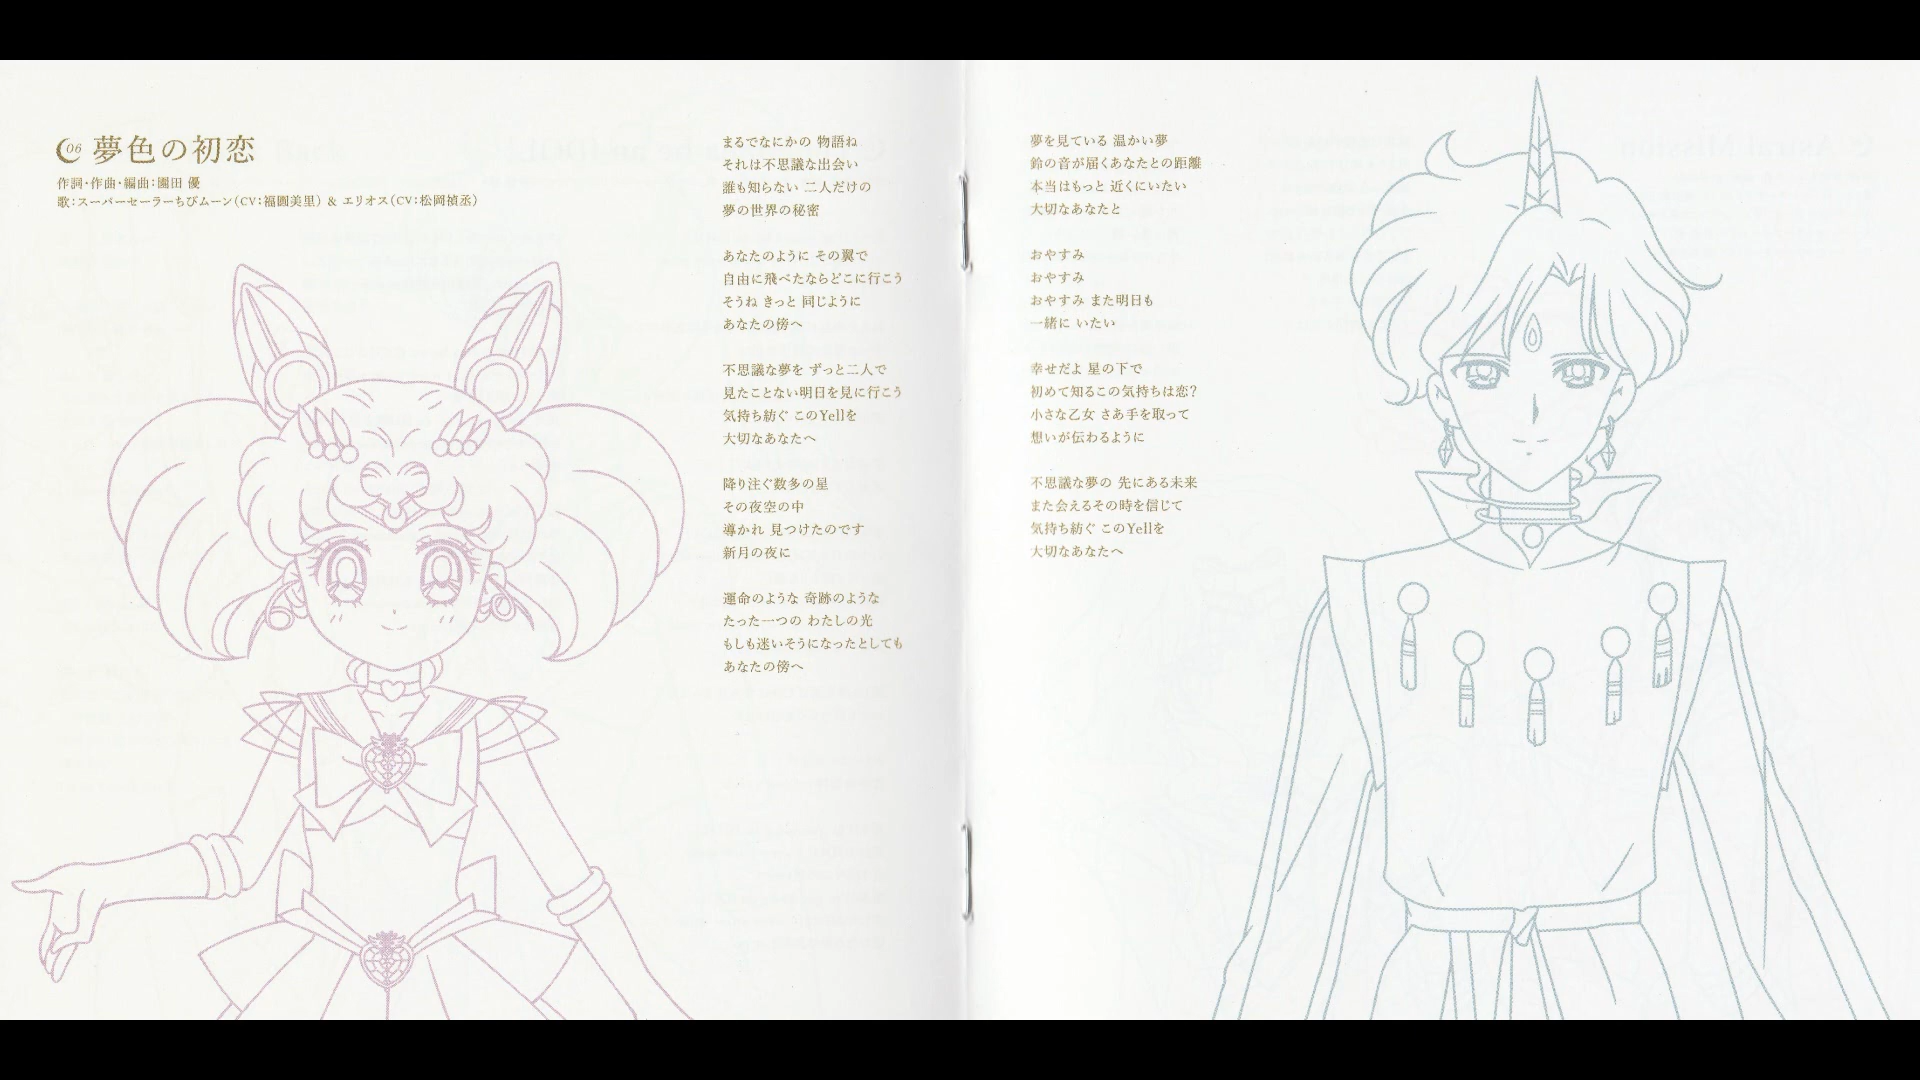 06 夢色の初恋
作詞・作曲・編曲：園田 優
歌：スーパーセーラーちびムーン（CV：福圓美里） & エリオス（CV：松岡禎丞）
まるでなにかの 物語ね
それは不思議な出会い
誰も知らない 二人だけの
夢の世界の秘密
あなたのように その翼で
自由に飛べたならどこに行こう
そうね きっと 同じように
あなたの傍へ
不思議な夢を ずっと二人で
見たことない明日を見に行こう
気持ち紡ぐ このYellを
大切なあなたへ
降り注ぐ数多の星
その夜空の中
導かれ 見つけたのです
新月の夜に
運命のような 奇跡のような
たった一つの わたしの光
もしも迷いそうになったとしても
あなたの傍へ
夢を見ている 温かい夢
鈴の音が届くあなたとの距離
本当はもっと 近くにいたい
大切なあなたと
おやすみ
おやすみ
おやすみ また明日も
一緒に いたい
幸せだよ 星の下で
初めて知るこの気持ちは恋?
小さな乙女 さあ手を取って
想いが伝わるように
不思議な夢の 先にある未来
また会えるその時を信じて
気持ち紡ぐ このYellを
大切なあなたへ